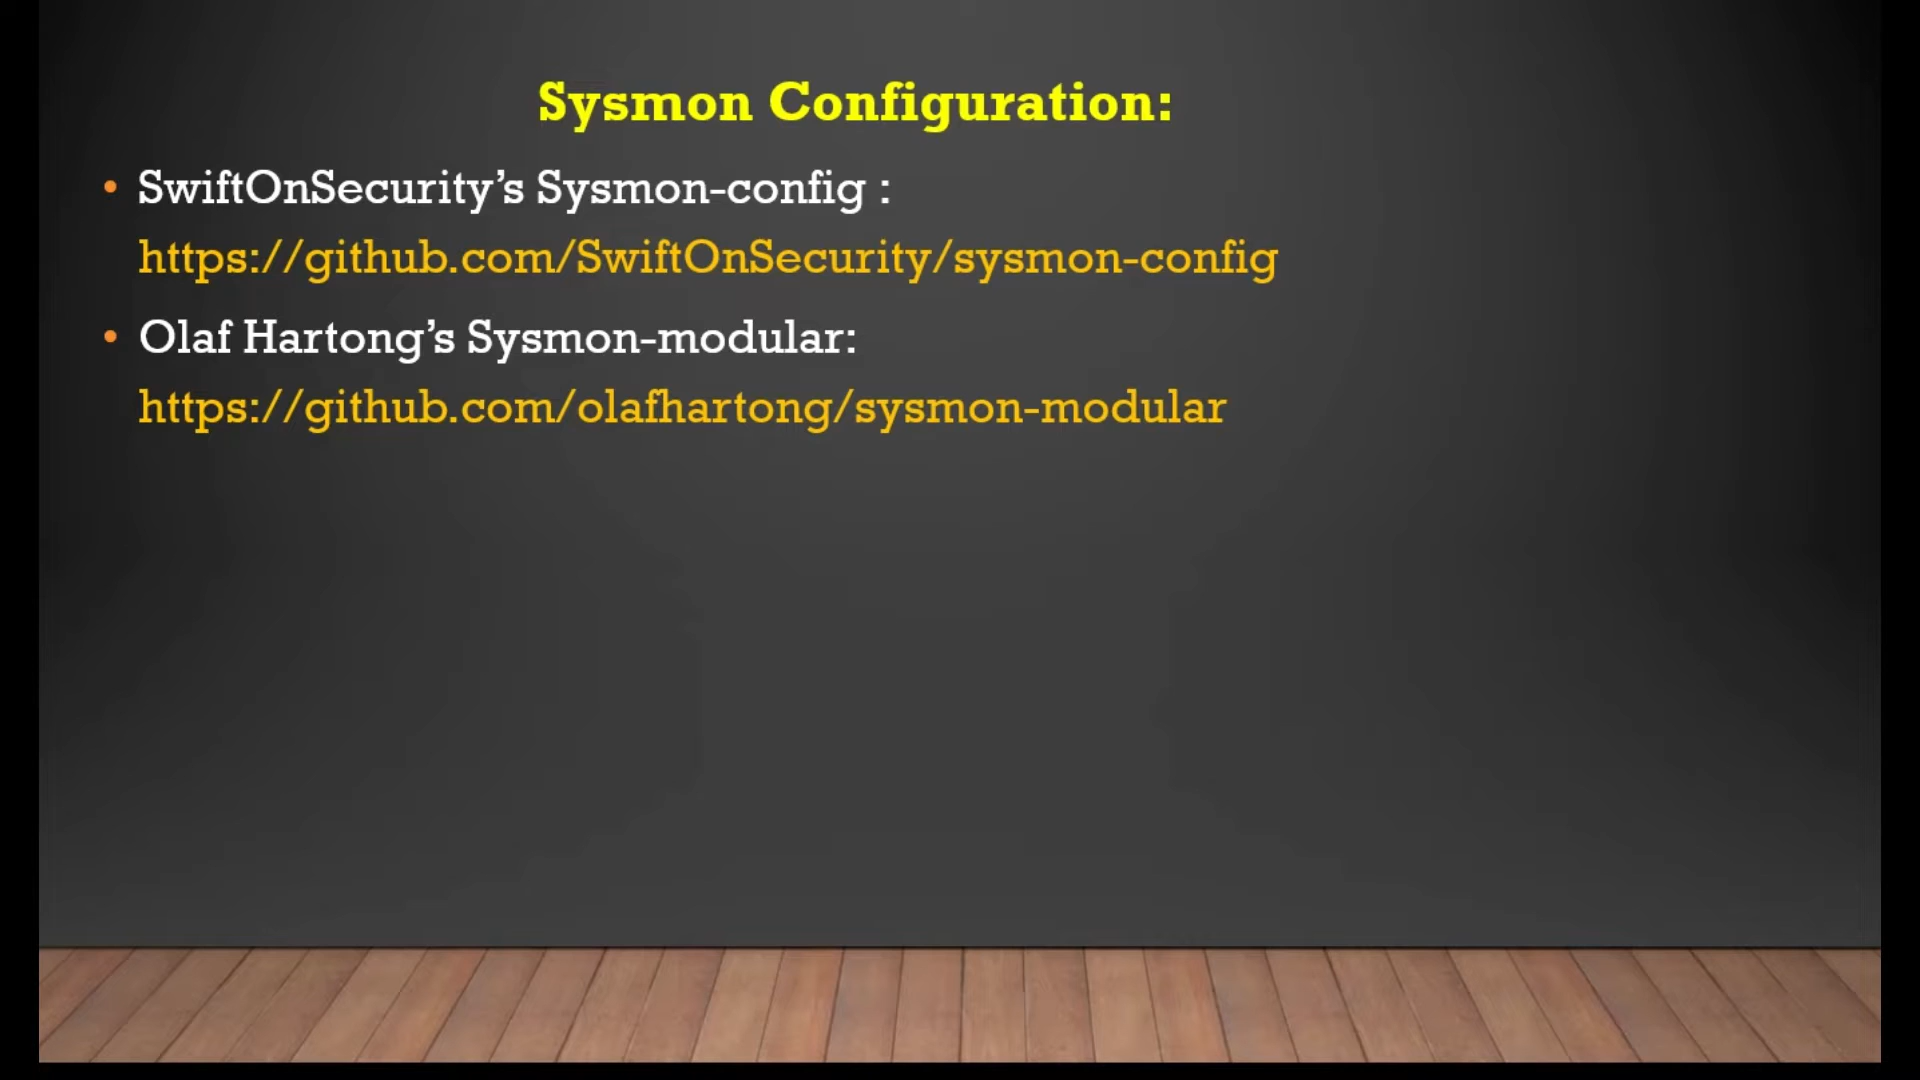 Sysmon Configuration:
• SwiftOnSecurity’s Sysmon-config :
https://github.com/SwiftOnSecurity/sysmon-config
• Olaf Hartong’s Sysmon-modular:
https://github.com/olafhartong/sysmon-modular